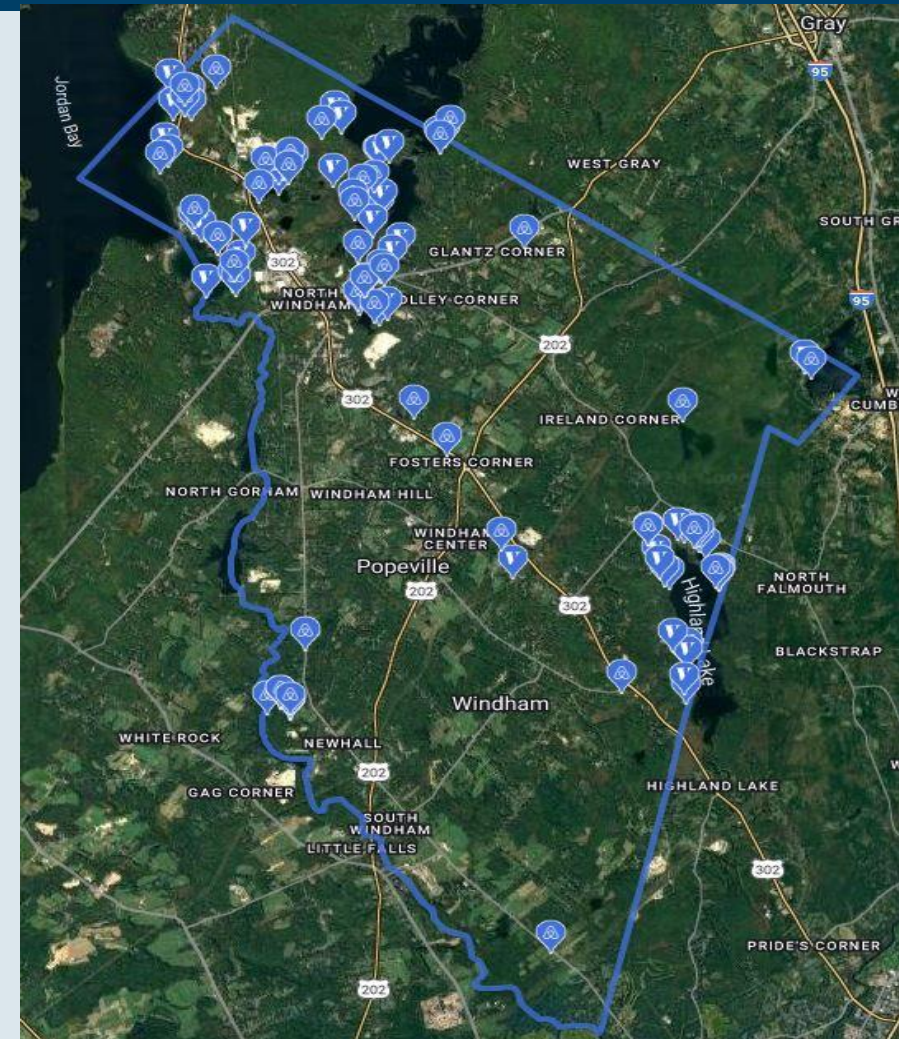 Gray
95
Jordan Bay
WEST GRAY
SOUTH GR
GLANTZ CORNER
302
NORTH
WINDHAM
OLLEY CORNER
95
202
302
IRELAND CORNER
W
CUMB
FOSTERS CORNER
NORTH GORHAM
WINDHAM HILL
WINDHAM
CENTER
Popeville
NORTH
FALMOUTH
202
302
Highland Lake
BLACKSTRAP
Windham
WHITE ROCK
NEWHALL
W
202
GAG CORNER
HIGHLAND LAKE
SOUTH
WINDHAM
LITTLE FALLS
302
PRIDE'S CORNER
202